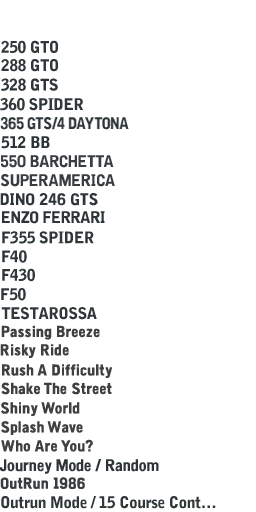 250 GTO
288 GTO
328 GTS
360 SPIDER
365 GTS/4 DAYTONA
512 BB
550 BARCHETTA
SUPERAMERICA
DINO 246 GTS
ENZO FERRARI
F355 SPIDER
F40
F430
F50
TESTAROSSA
Passing Breeze
Risky Ride
Rush A Difficulty
Shake The Street
Shiny World
Splash Wave
Who Are You?
Journey Mode / Random
OutRun 1986
Outrun Mode / 15 Course Cont...